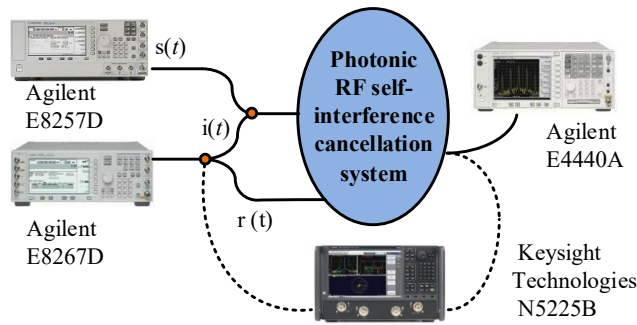 s(t)
Photonic
RF self-
interference
cancellation
system
Agilent
E8257D
i(t)
Agilent
E4440A
Agilent
E8267D
r (t)
Keysight
Technologies
N5225B